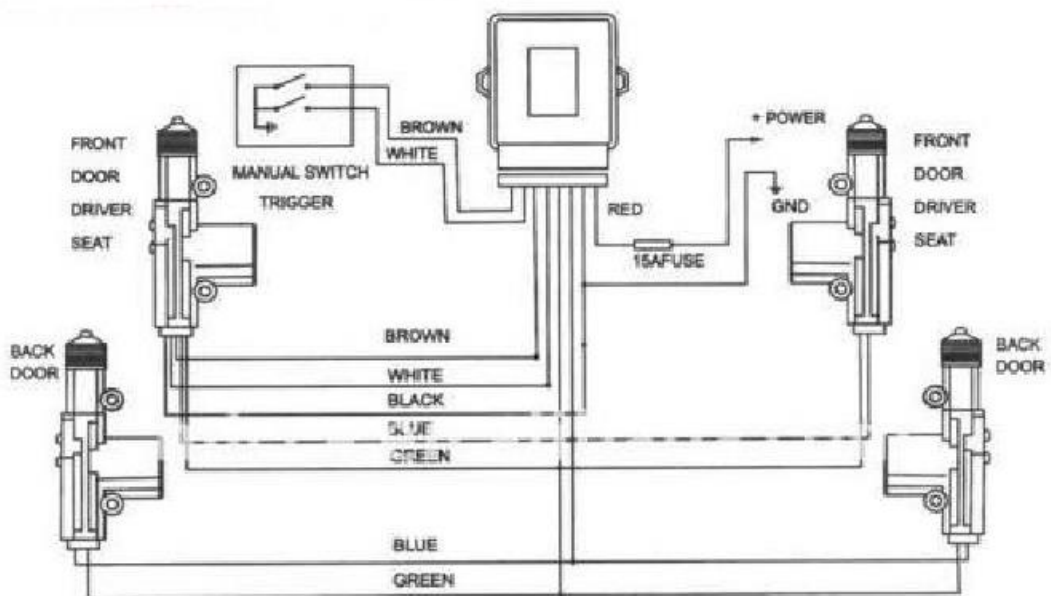 BROWN
WHITE
MANUAL SWITCH
TRIGGER
FRONT
DOOR
DRIVER
SEAT
+ POWER
GND
RED
15AFUSE
FRONT
DOOR
DRIVER
SEAT
BACK
DOOR
BROWN
WHITE
BLACK
BLUE
GREEN
BACK
DOOR
BLUE
GREEN